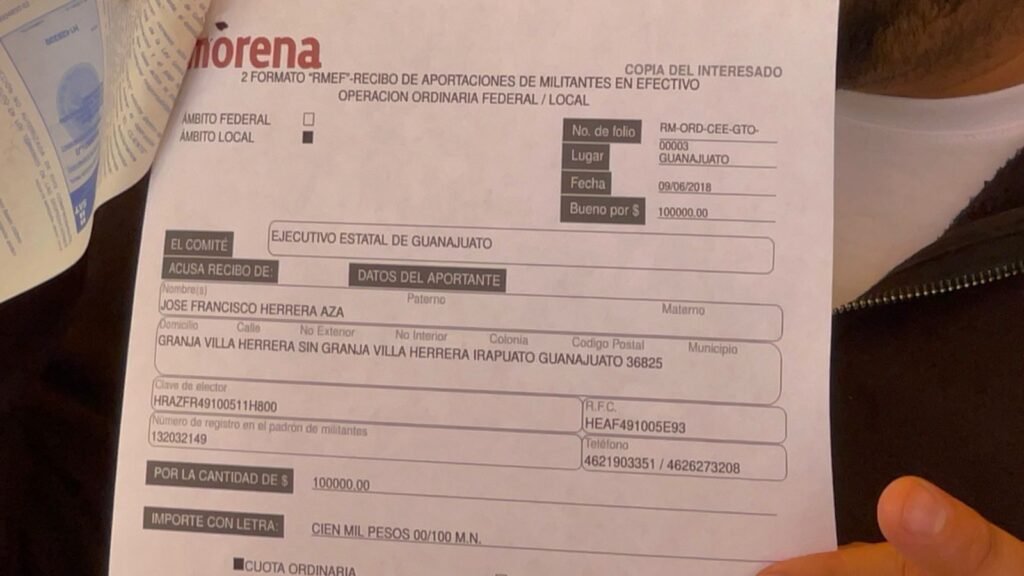 morena
COPIA DEL INTERESADO
2 FORMATO "RMEF"-RECIBO DE APORTACIONES DE MILITANTES EN EFECTIVO
OPERACION ORDINARIA FEDERAL / LOCAL
ÁMBITO FEDERAL
ÁMBITO LOCAL
No. de folio RM-ORD-CEE-GTO-
00003
Lugar GUANAJUATO
Fecha 09/06/2018
Bueno por $ 100000.00
EL COMITÉ EJECUTIVO ESTATAL DE GUANAJUATO
ACUSA RECIBO DE: DATOS DEL APORTANTE
Nombre(s) Paterno Materno
JOSE FRANCISCO HERRERA AZA
Domicilio Calle No Exterior No Interior Colonia Codigo Postal Municipio
GRANJA VILLA HERRERA SIN GRANJA VILLA HERRERA IRAPUATO GUANAJUATO 36825
Clave de elector R.F.C.
HRAZFR49100511H800 HEAF491005E93
Número de registro en el padrón de militantes Teléfono
132032149 4621903351 / 4626273208
POR LA CANTIDAD DE $ 100000.00
IMPORTE CON LETRA: CIEN MIL PESOS 00/100 M.N.
CUOTA ORDINARIA